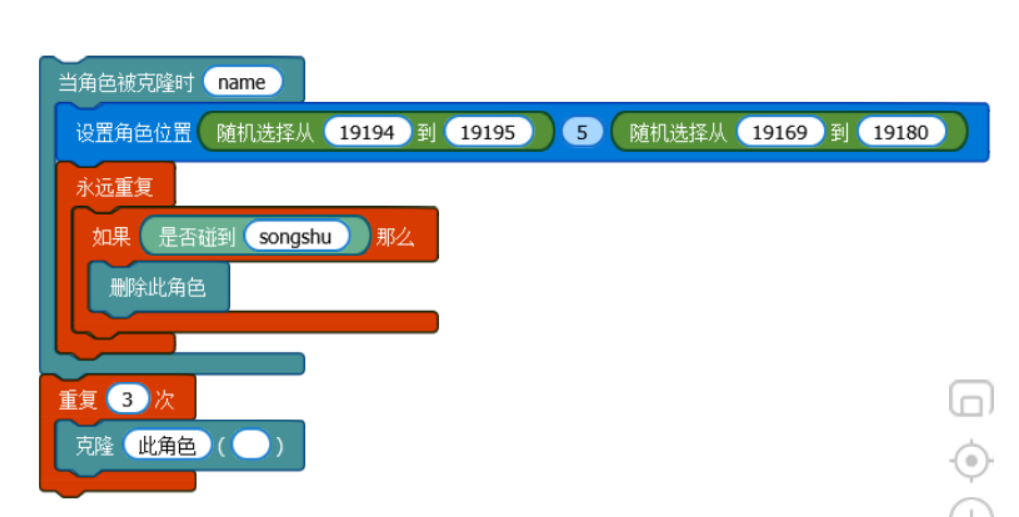 当角色被克隆时 name
设置角色位置 随机选择从 19194 到 19195 5 随机选择从 19169 到 19180
永远重复
如果 是否碰到 songshu 那么
删除此角色
重复 3 次
克隆 此角色 ( )